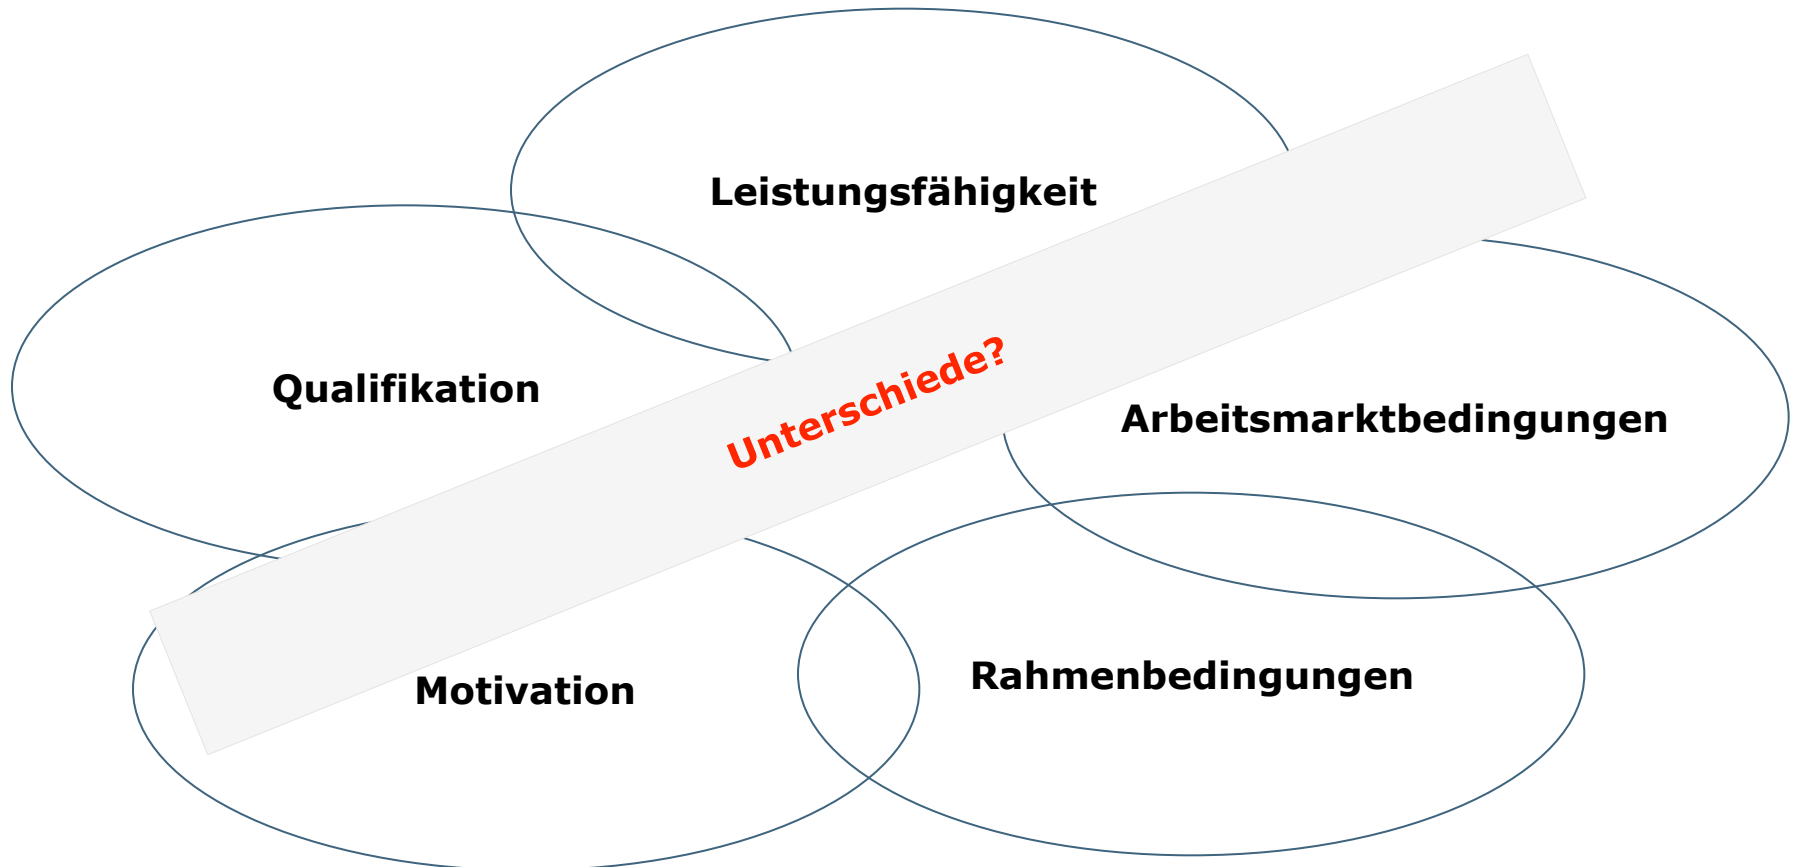 Leistungsfähigkeit
Qualifikation
Unterschiede?
Arbeitsmarktbedingungen
Motivation
Rahmenbedingungen